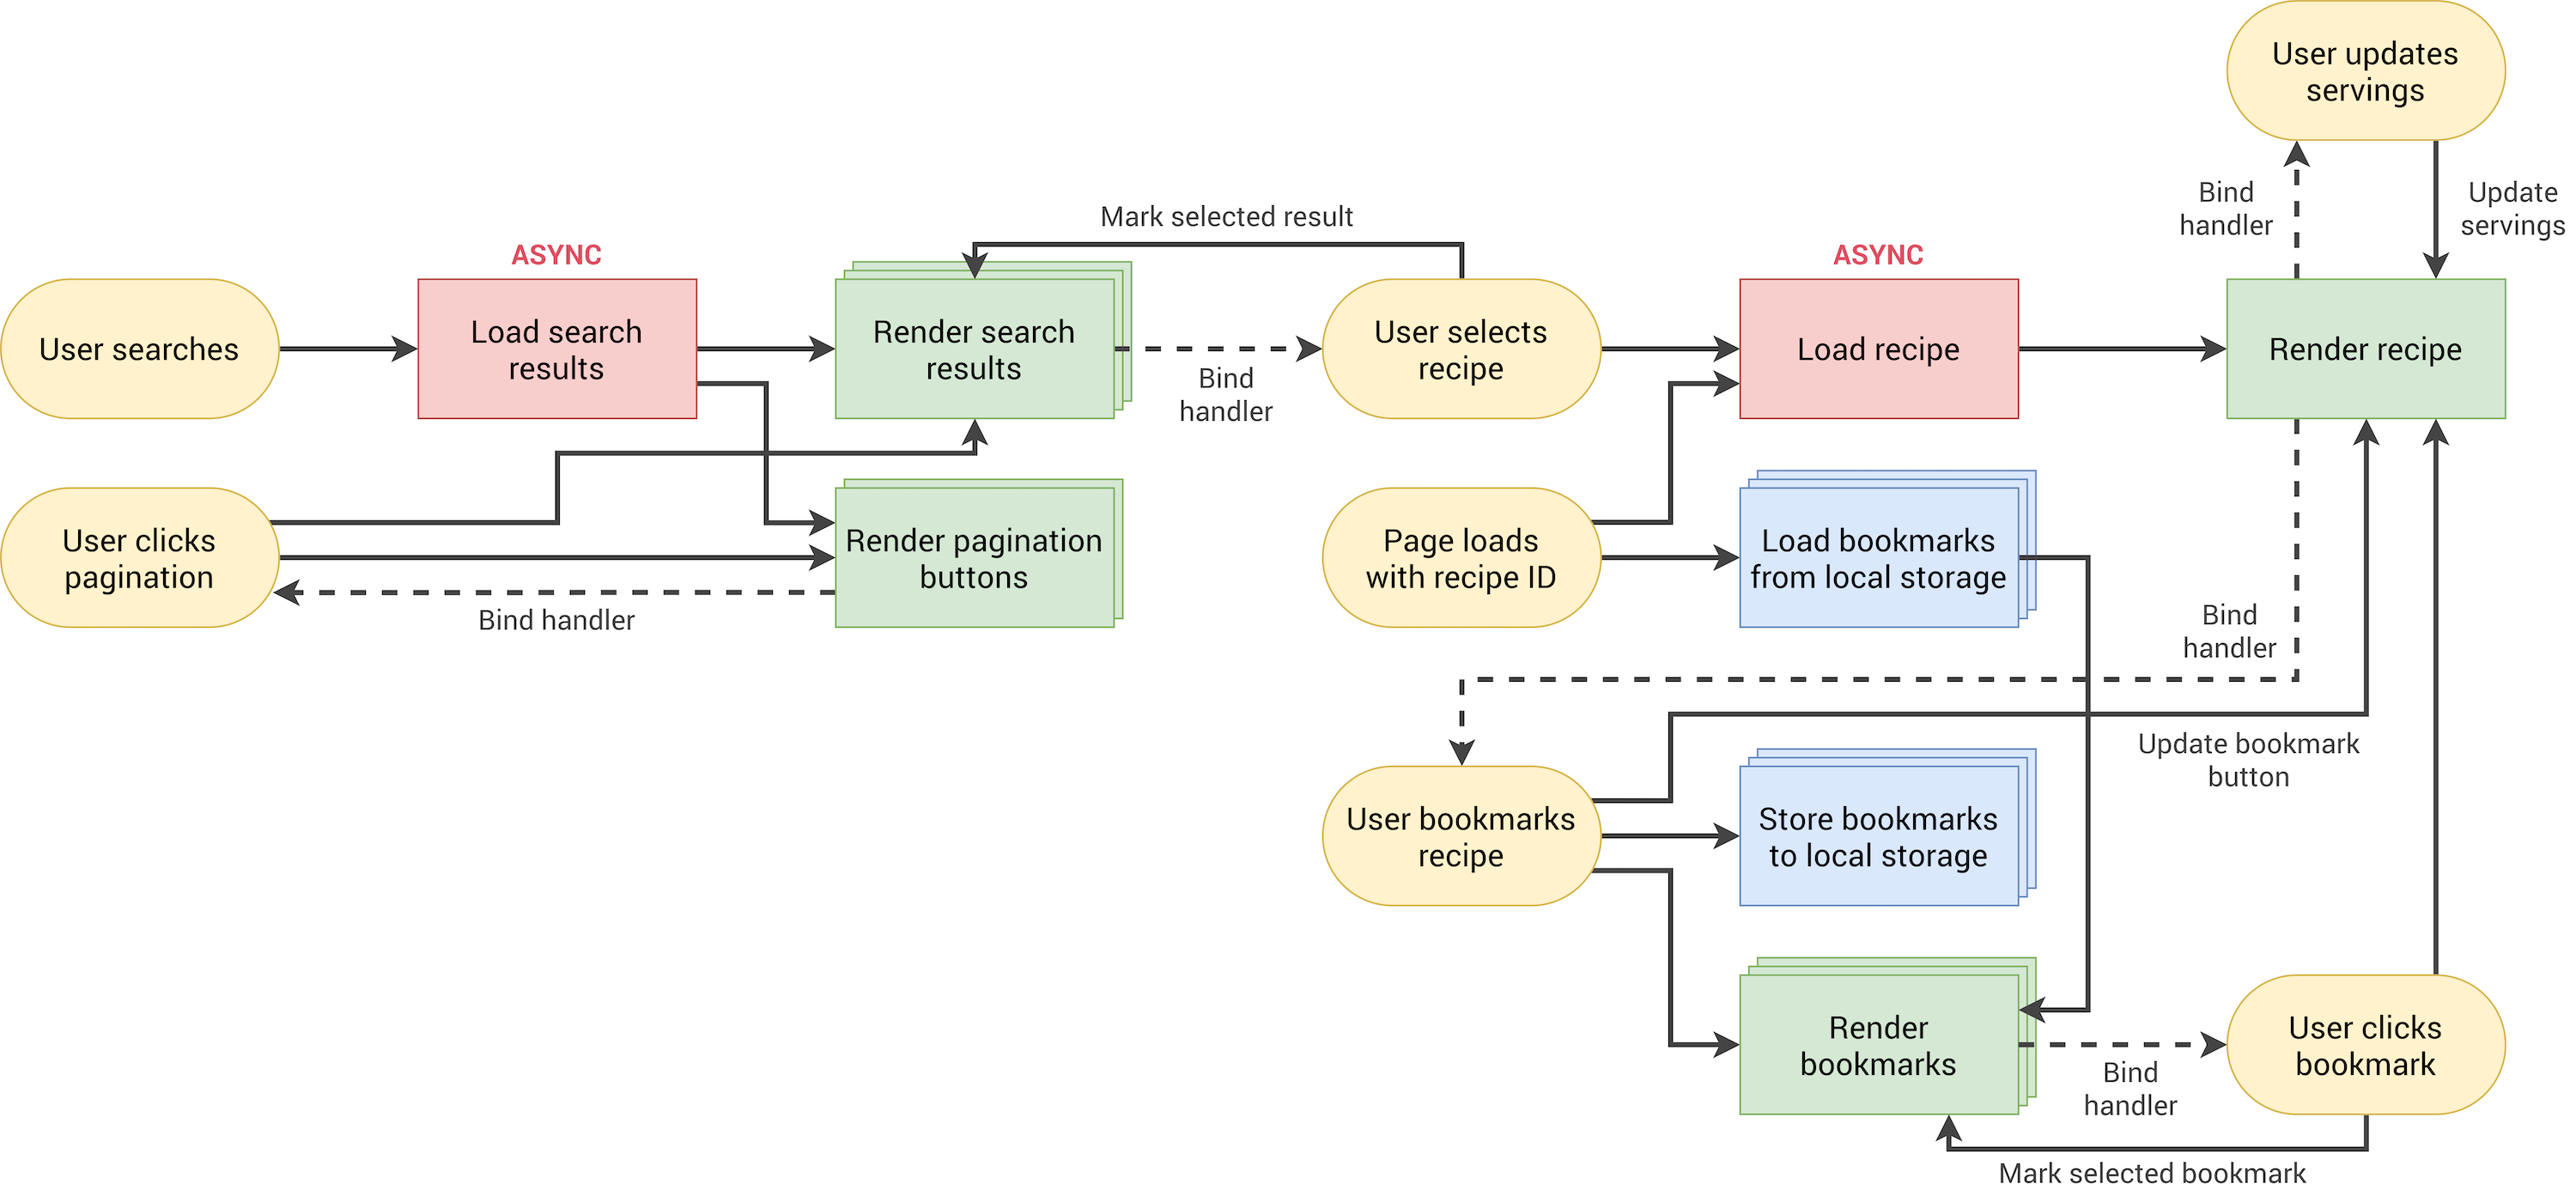 User updates
servings
Bind
handler
Update
servings
Mark selected result
ASYNC
ASYNC
User searches
Load search
results
Render search
results
Bind
handler
User selects
recipe
Load recipe
Render recipe
User clicks
pagination
Render pagination
buttons
Bind handler
Page loads
with recipe ID
Load bookmarks
from local storage
Bind
handler
Update bookmark
button
User bookmarks
recipe
Store bookmarks
to local storage
Render
bookmarks
Bind
handler
User clicks
bookmark
Mark selected bookmark